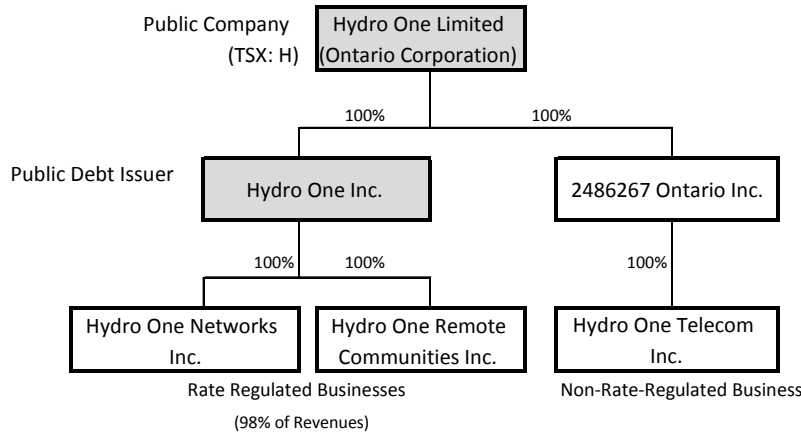 Public Company
(TSX: H)
Hydro One Limited
(Ontario Corporation)
100%
100%
Public Debt Issuer
Hydro One Inc.
2486267 Ontario Inc.
100%
100%
100%
Hydro One Networks
Inc.
Hydro One Remote
Communities Inc.
Hydro One Telecom
Inc.
Rate Regulated Businesses
(98% of Revenues)
Non-Rate-Regulated Business